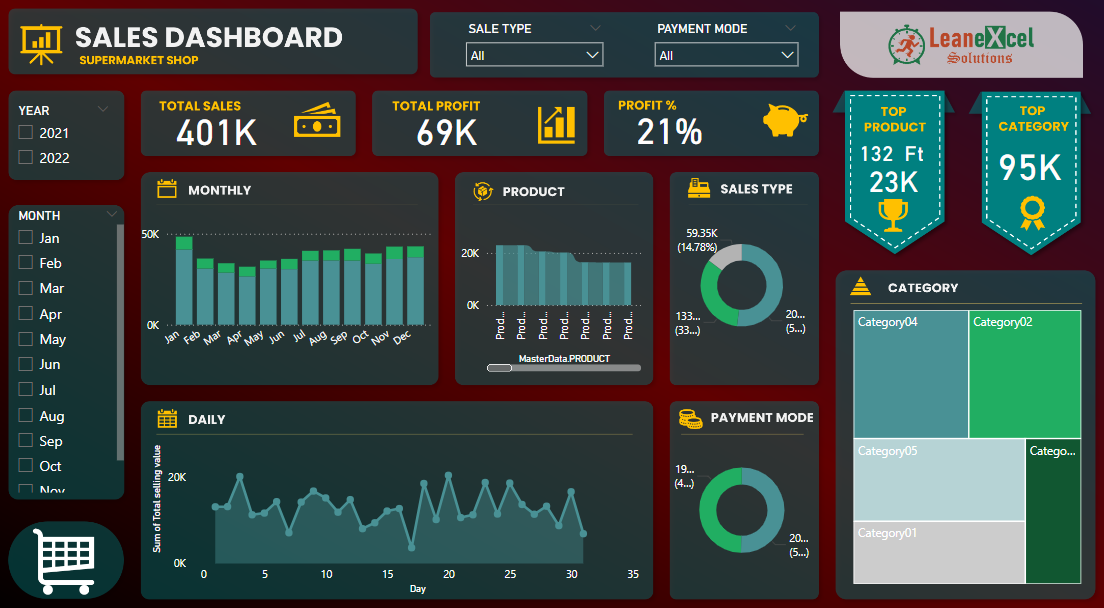 SALES DASHBOARD
SUPERMARKET SHOP
SALE TYPE
All
PAYMENT MODE
All
LeaneXcel
Solutions
YEAR
2021
2022
TOTAL SALES
401K
TOTAL PROFIT
69K
PROFIT %
21%
TOP
PRODUCT
132 Ft
23K
TOP
CATEGORY
95K
MONTH
Jan
Feb
Mar
Apr
May
Jun
Jul
Aug
Sep
Oct
Nov
MONTHLY
50K
0K
Jan
Feb
Mar
Apr
May
Jun
Jul
Aug
Sep
Oct
Nov
Dec
PRODUCT
20K
0K
Prod...
Prod...
Prod...
Prod...
Prod...
Prod...
Prod...
MasterData.PRODUCT
SALES TYPE
59.35K
(14.78%)
133...
(33...)
20...
(5...)
CATEGORY
Category04
Category02
Category05
Catego...
Category01
DAILY
Sum of Total selling value
20K
0K
0
5
10
15
20
25
30
35
Day
PAYMENT MODE
19...
(4...)
20...
(5...)